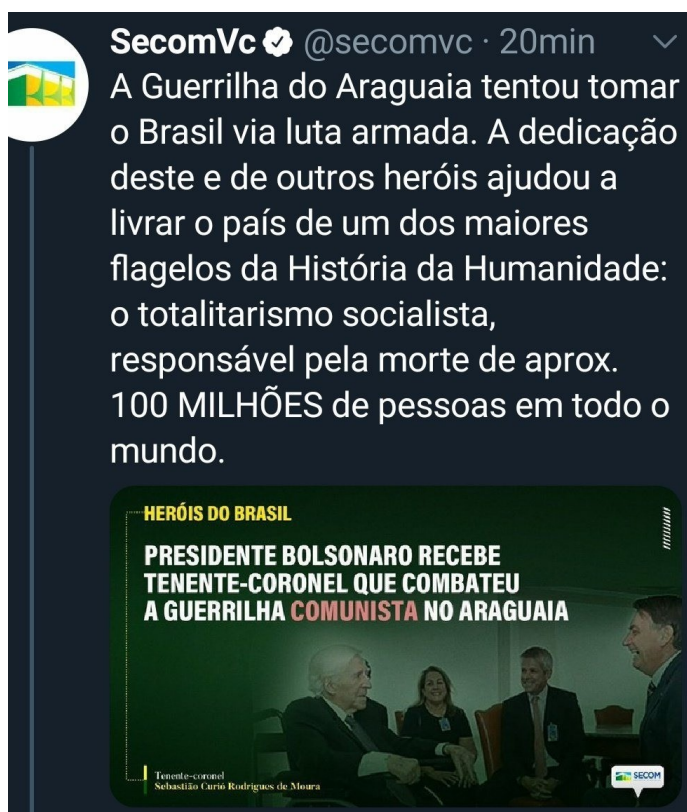 SecomVc @secomvc · 20min
A Guerrilha do Araguaia tentou tomar
o Brasil via luta armada. A dedicação
deste e de outros heróis ajudou a
livrar o país de um dos maiores
flagelos da História da Humanidade:
o totalitarismo socialista,
responsável pela morte de aprox.
100 MILHÕES de pessoas em todo o
mundo.
HERÓIS DO BRASIL
PRESIDENTE BOLSONARO RECEBE
TENENTE-CORONEL QUE COMBATEU
A GUERRILHA COMUNISTA NO ARAGUAIA
Tenente-coronel
Sebastião Curió Rodrigues de Moura
SECOM